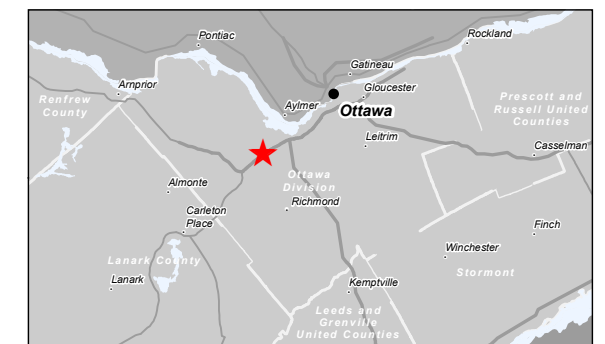 Pontiac
Rockland
Gatineau
Arnprior
Gloucester
Renfrew
County
Aylmer
Ottawa
Prescott and
Russell United
Counties
Leitrim
Casselman
Almonte
Ottawa
Division
Richmond
Carleton
Place
Finch
Winchester
Lanark County
Stormont
Lanark
Kemptville
Leeds and
Grenville
United Counties